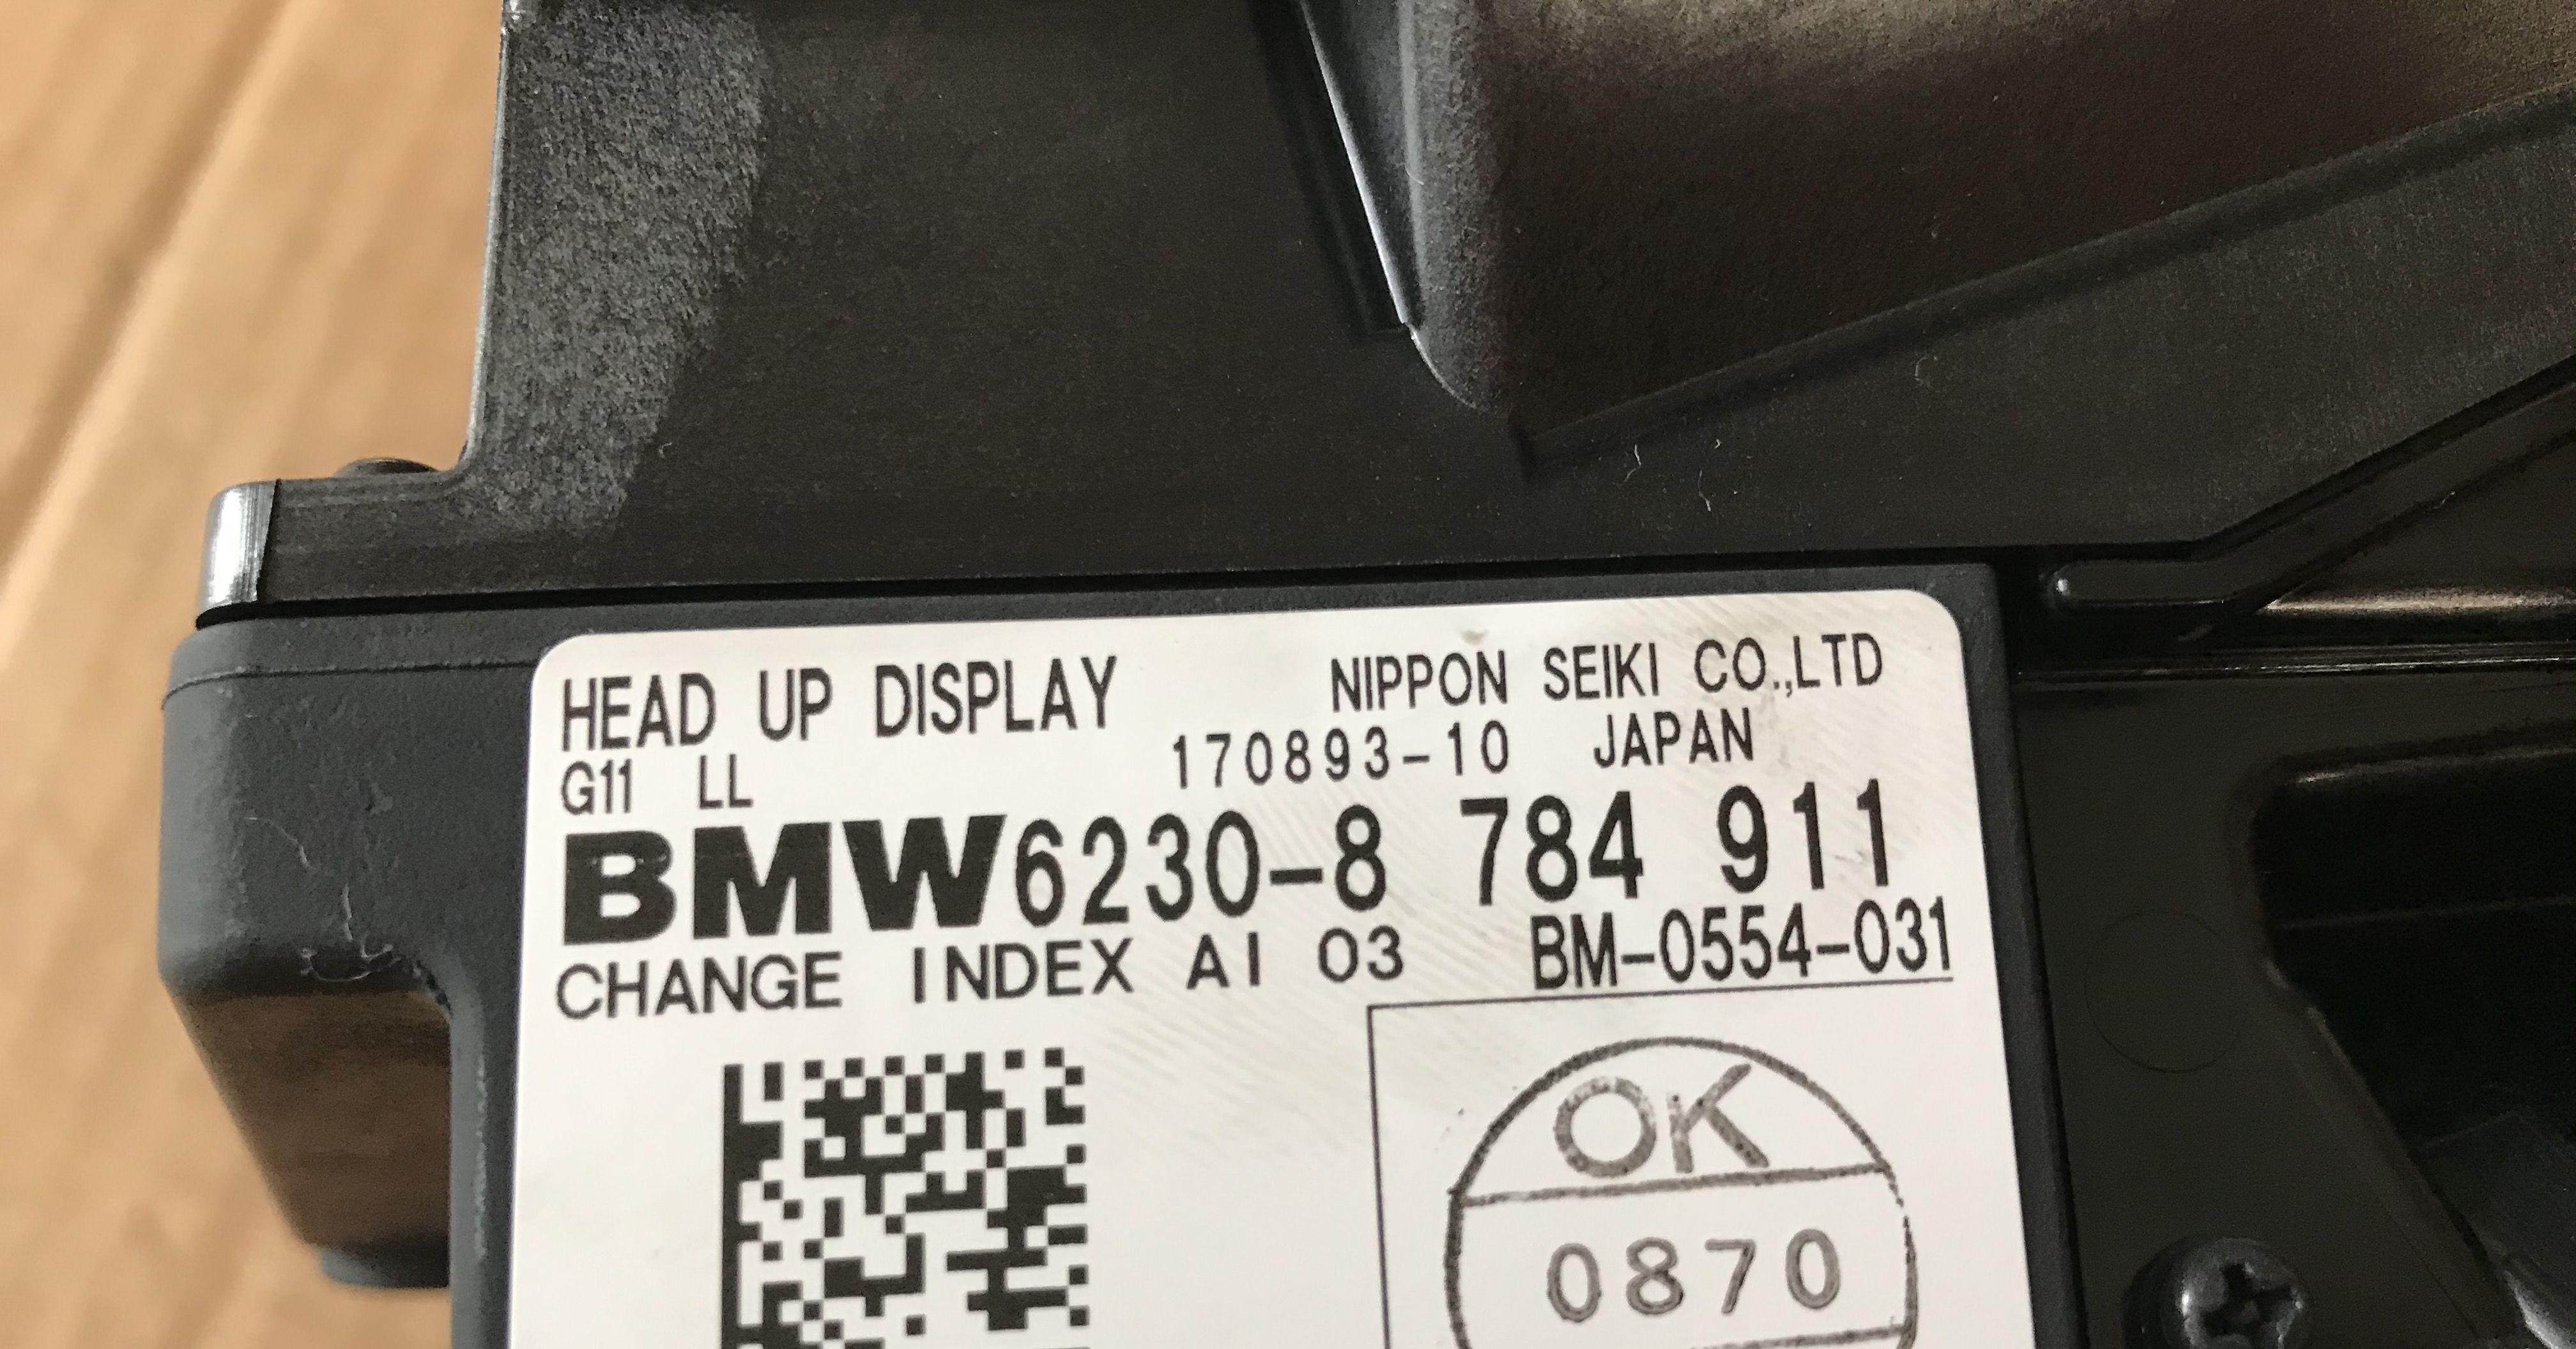 HEAD UP DISPLAY NIPPON SEIKI CO.,LTD
G11 LL 170893-10 JAPAN
BMW6230-8 784 911
CHANGE INDEX AI 03 BM-0554-031
OK
0870